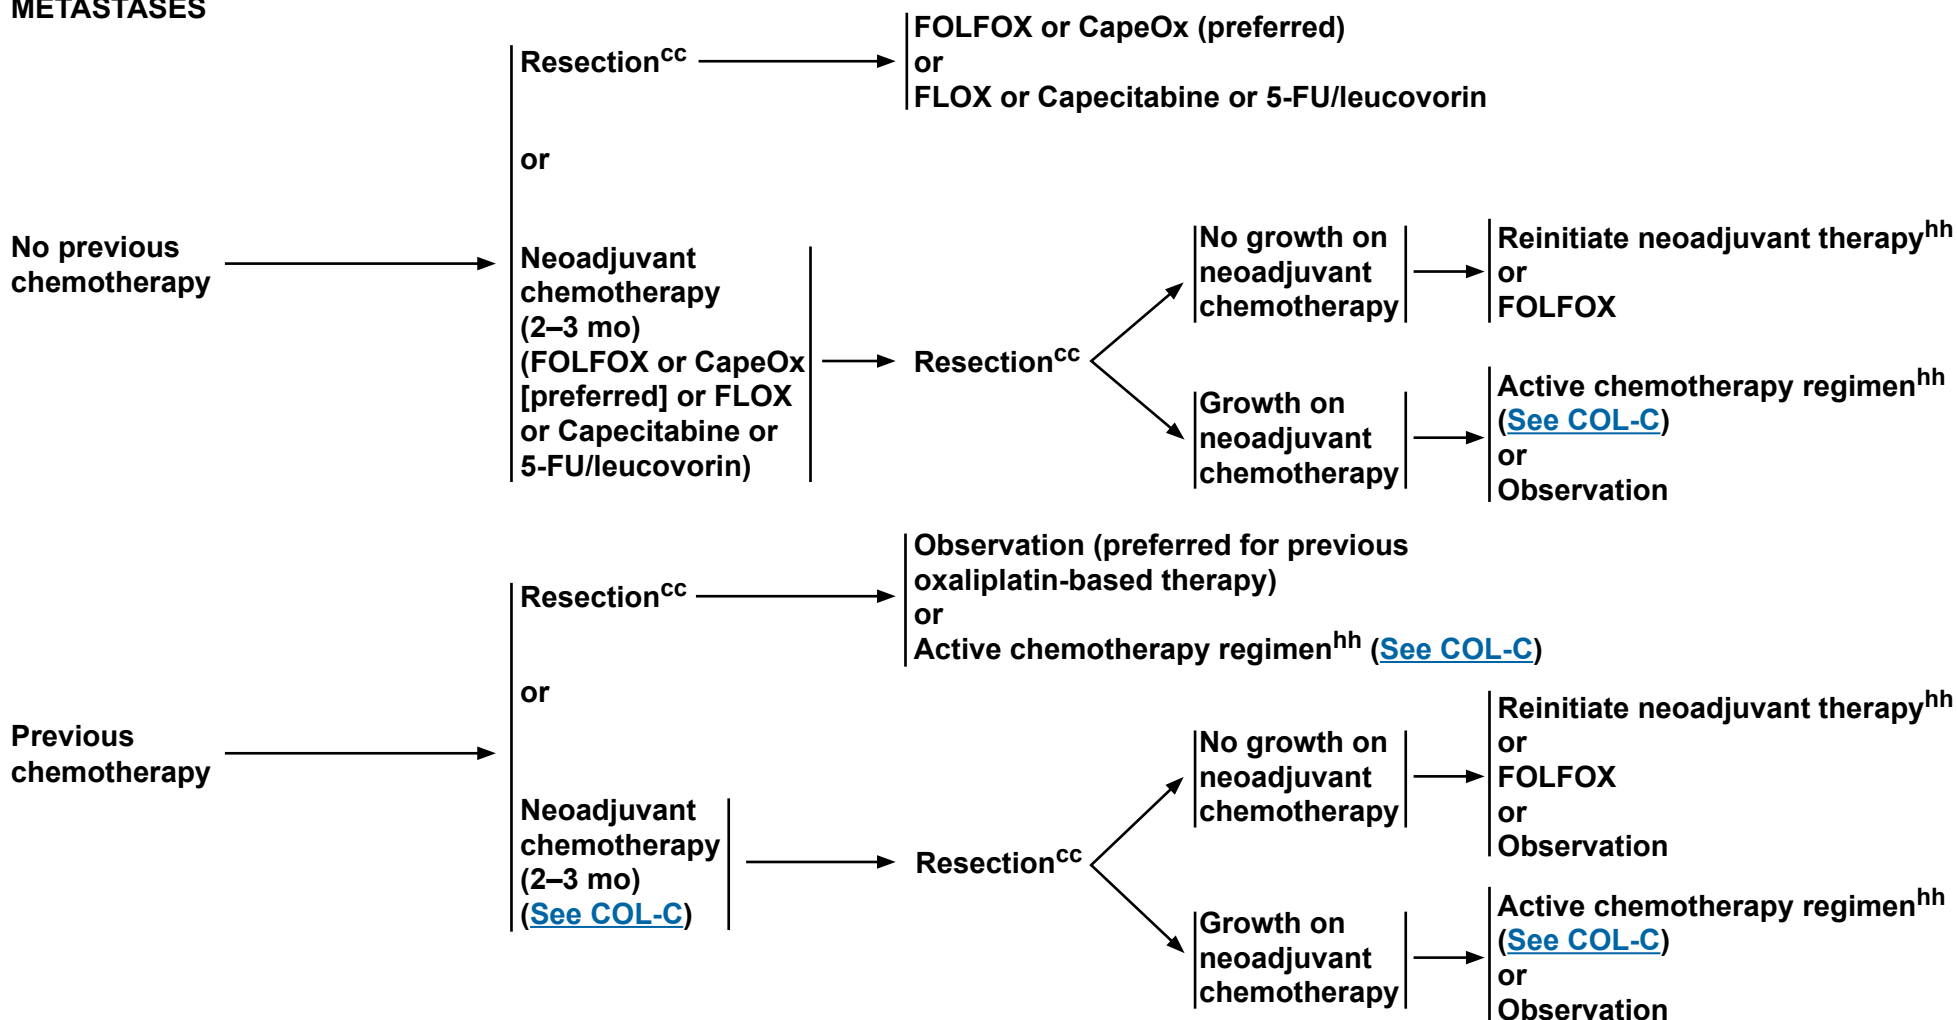 METASTASES
Resectioncc
FOLFOX or CapeOx (preferred)
or
FLOX or Capecitabine or 5-FU/leucovorin
or
No previous
chemotherapy
Neoadjuvant
chemotherapy
(2–3 mo)
(FOLFOX or CapeOx
[preferred] or FLOX
or Capecitabine or
5-FU/leucovorin)
Resectioncc
No growth on
neoadjuvant
chemotherapy
Reinitiate neoadjuvant therapyhh
or
FOLFOX
Growth on
neoadjuvant
chemotherapy
Active chemotherapy regimenhh
(See COL-C)
or
Observation
Resectioncc
Observation (preferred for previous
oxaliplatin-based therapy)
or
Active chemotherapy regimenhh (See COL-C)
or
Previous
chemotherapy
Neoadjuvant
chemotherapy
(2–3 mo)
(See COL-C)
Resectioncc
No growth on
neoadjuvant
chemotherapy
Reinitiate neoadjuvant therapyhh
or
FOLFOX
or
Observation
Growth on
neoadjuvant
chemotherapy
Active chemotherapy regimenhh
(See COL-C)
or
Observation